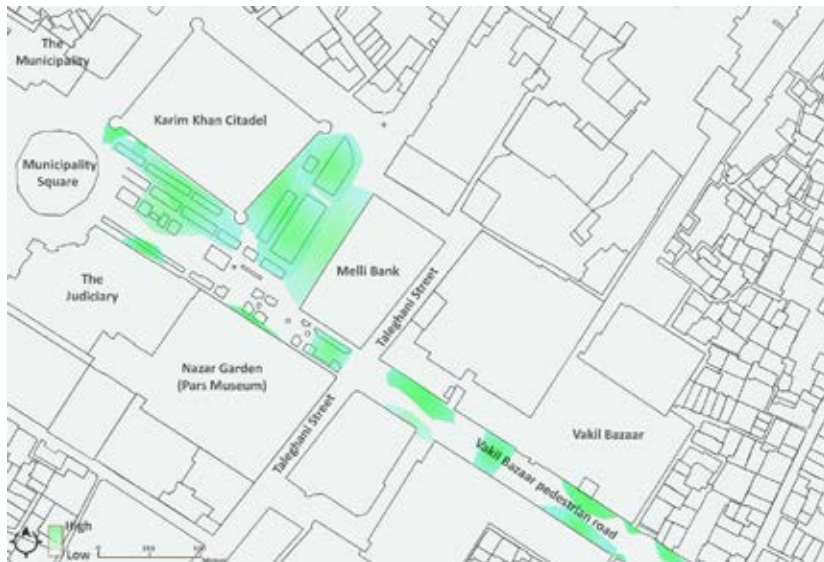 The
Municipality
Karim Khan Citadel
Municipality
Square
Melli Bank
The
Judiciary
Taleghani Street
Nazar Garden
(Pars Museum)
Taleghani Street
Vakil Bazaar
Vakil Bazaar pedestrian road
High
Low
0